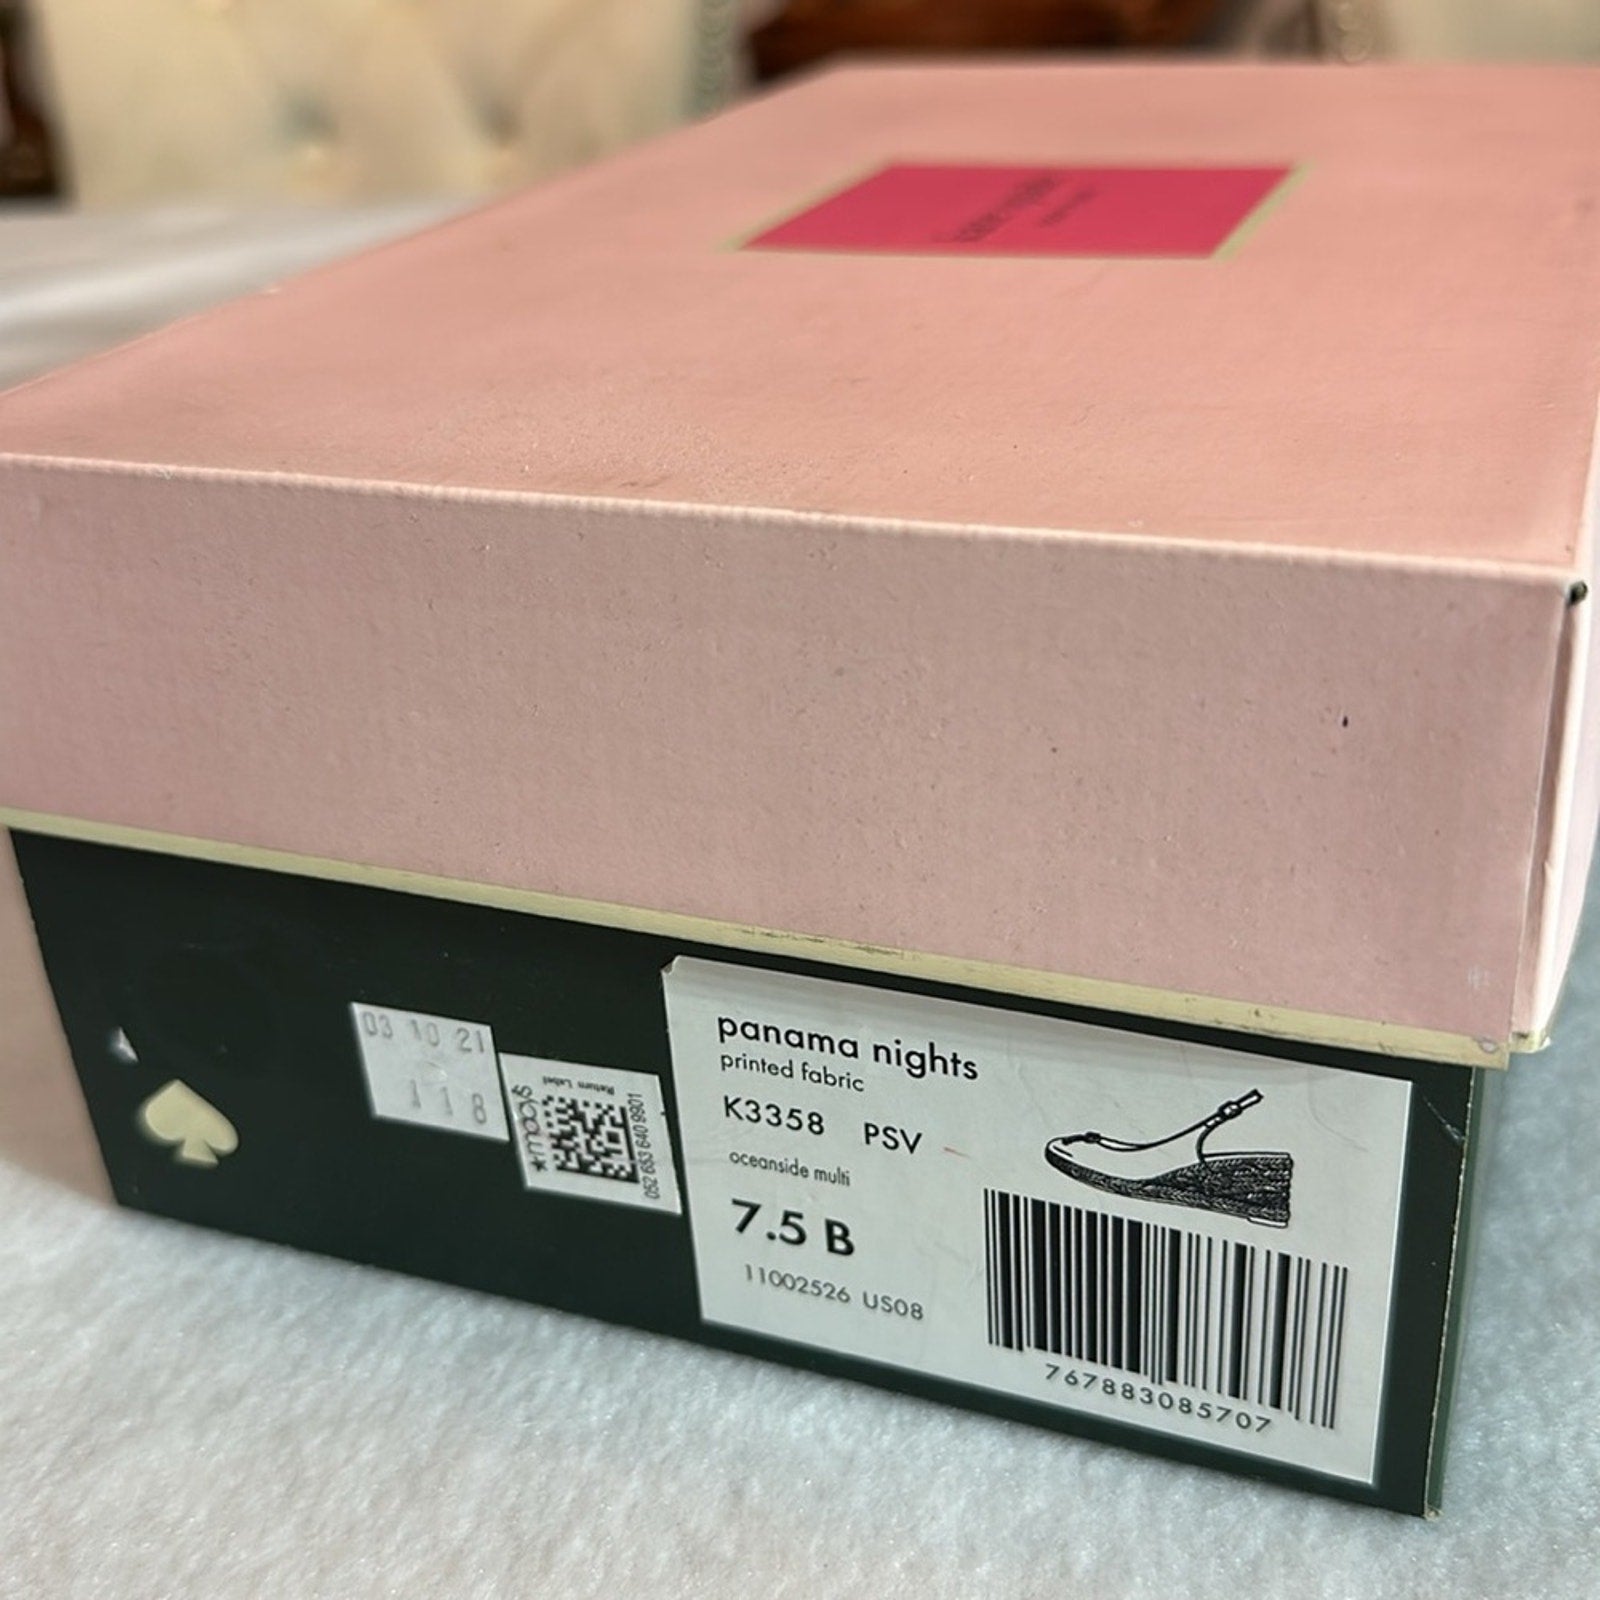 03 10 21
118
★macy's
Return Label
052 653 640 9901
panama nights
printed fabric
K3358 PSV
oceanside multi
7.5 B
11002526 US08
767883085707